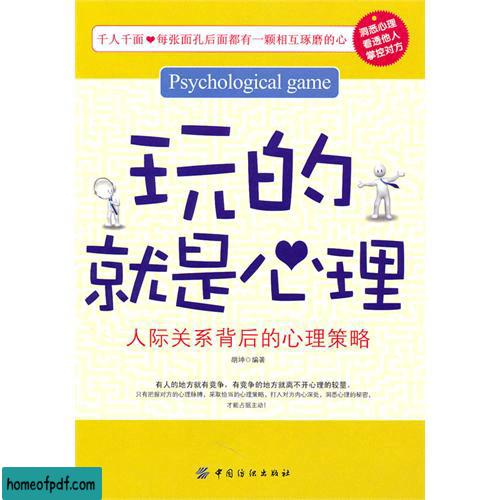 千人千面❤每张面孔后面都有一颗相互琢磨的心
洞悉心理
看透他人
掌控对方
Psychological game
玩的
就是心理
人际关系背后的心理策略
胡坤◎编著
有人的地方就有竞争，有竞争的地方就离不开心理的较量。
只有把握对方的心理脉搏，采取恰当的心理策略，打入对方内心深处，洞悉心理的秘密，
才能占据主动！
中国纺织出版社
homeofpdf.com
homeofpdf.com